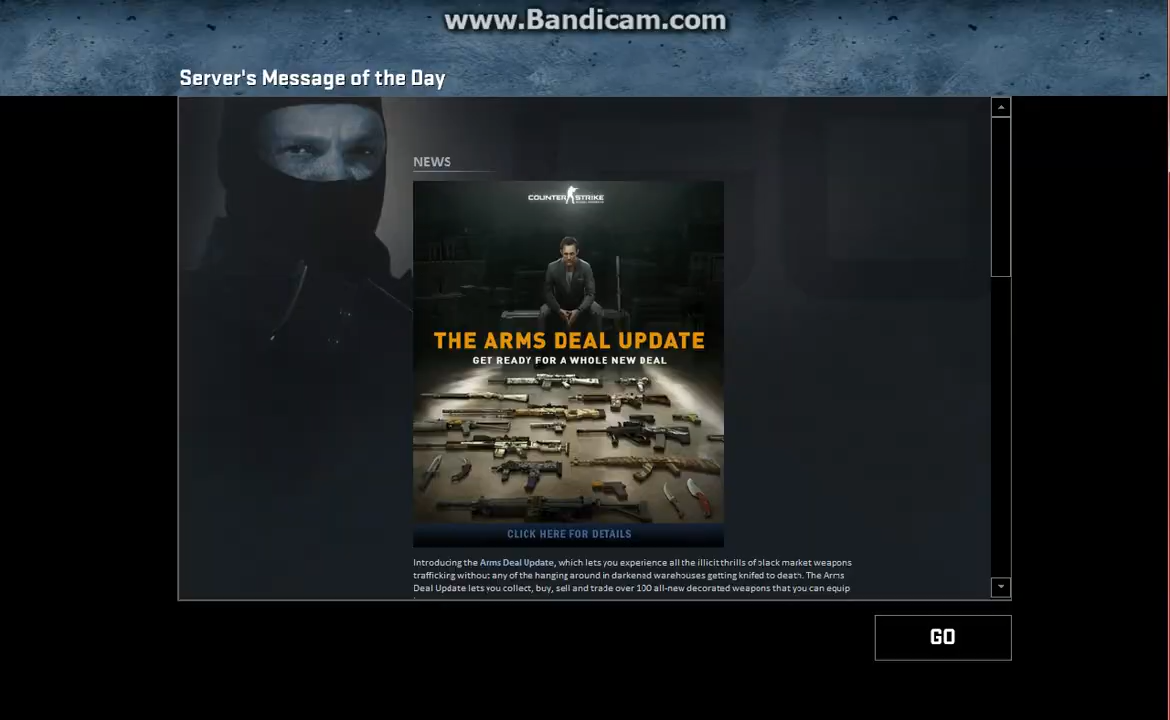 www.Bandicam.com
Server's Message of the Day
NEWS
COUNTER STRIKE
THE ARMS DEAL UPDATE
GET READY FOR A WHOLE NEW DEAL
CLICK HERE FOR DETAILS
Introducing the Arms Deal Update, which lets you experience all the illicit thrills of black market weapons
trafficking without any of the hanging around in darkened warehouses getting knifed to death. The Arms
Deal Update lets you collect, buy, sell and trade over 100 all-new decorated weapons that you can equip
GO